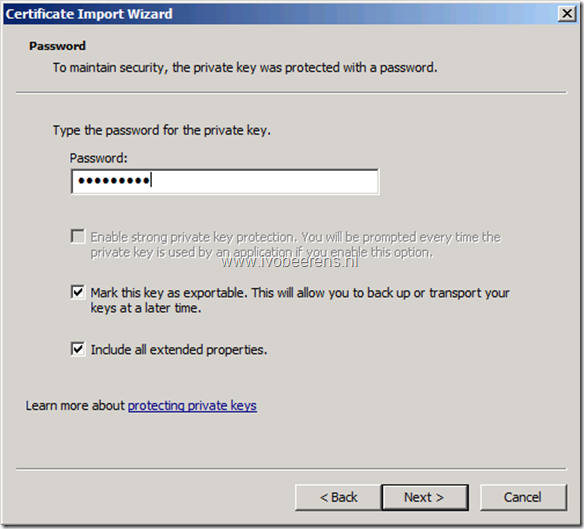 Certificate Import Wizard
Password
To maintain security, the private key was protected with a password.
Type the password for the private key.
Password:
●●●●●●●●●
Enable strong private key protection. You will be prompted every time the
private key is used by an application if you enable this option.
www.ivobeerens.nl
Mark this key as exportable. This will allow you to back up or transport your
keys at a later time.
Include all extended properties.
Learn more about protecting private keys
< Back Next > Cancel